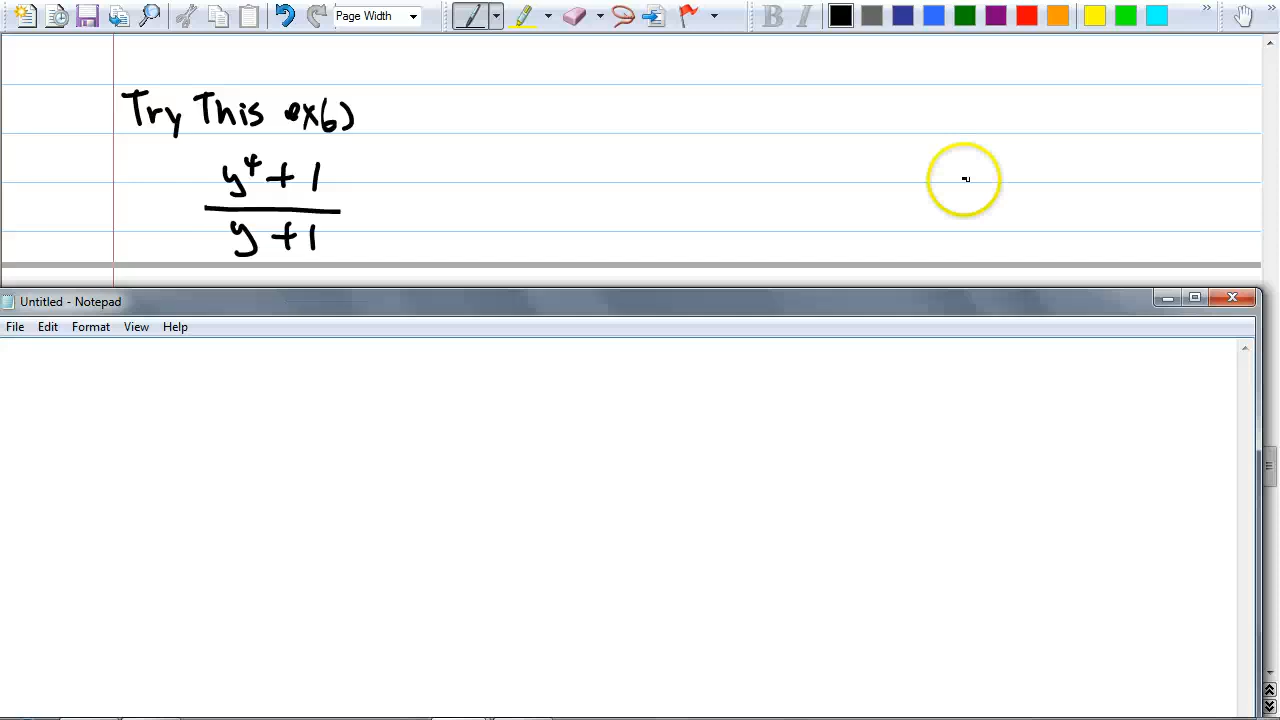 Page Width
B I
Try This ex6)
y⁴ + 1
y + 1
Untitled - Notepad
File Edit Format View Help